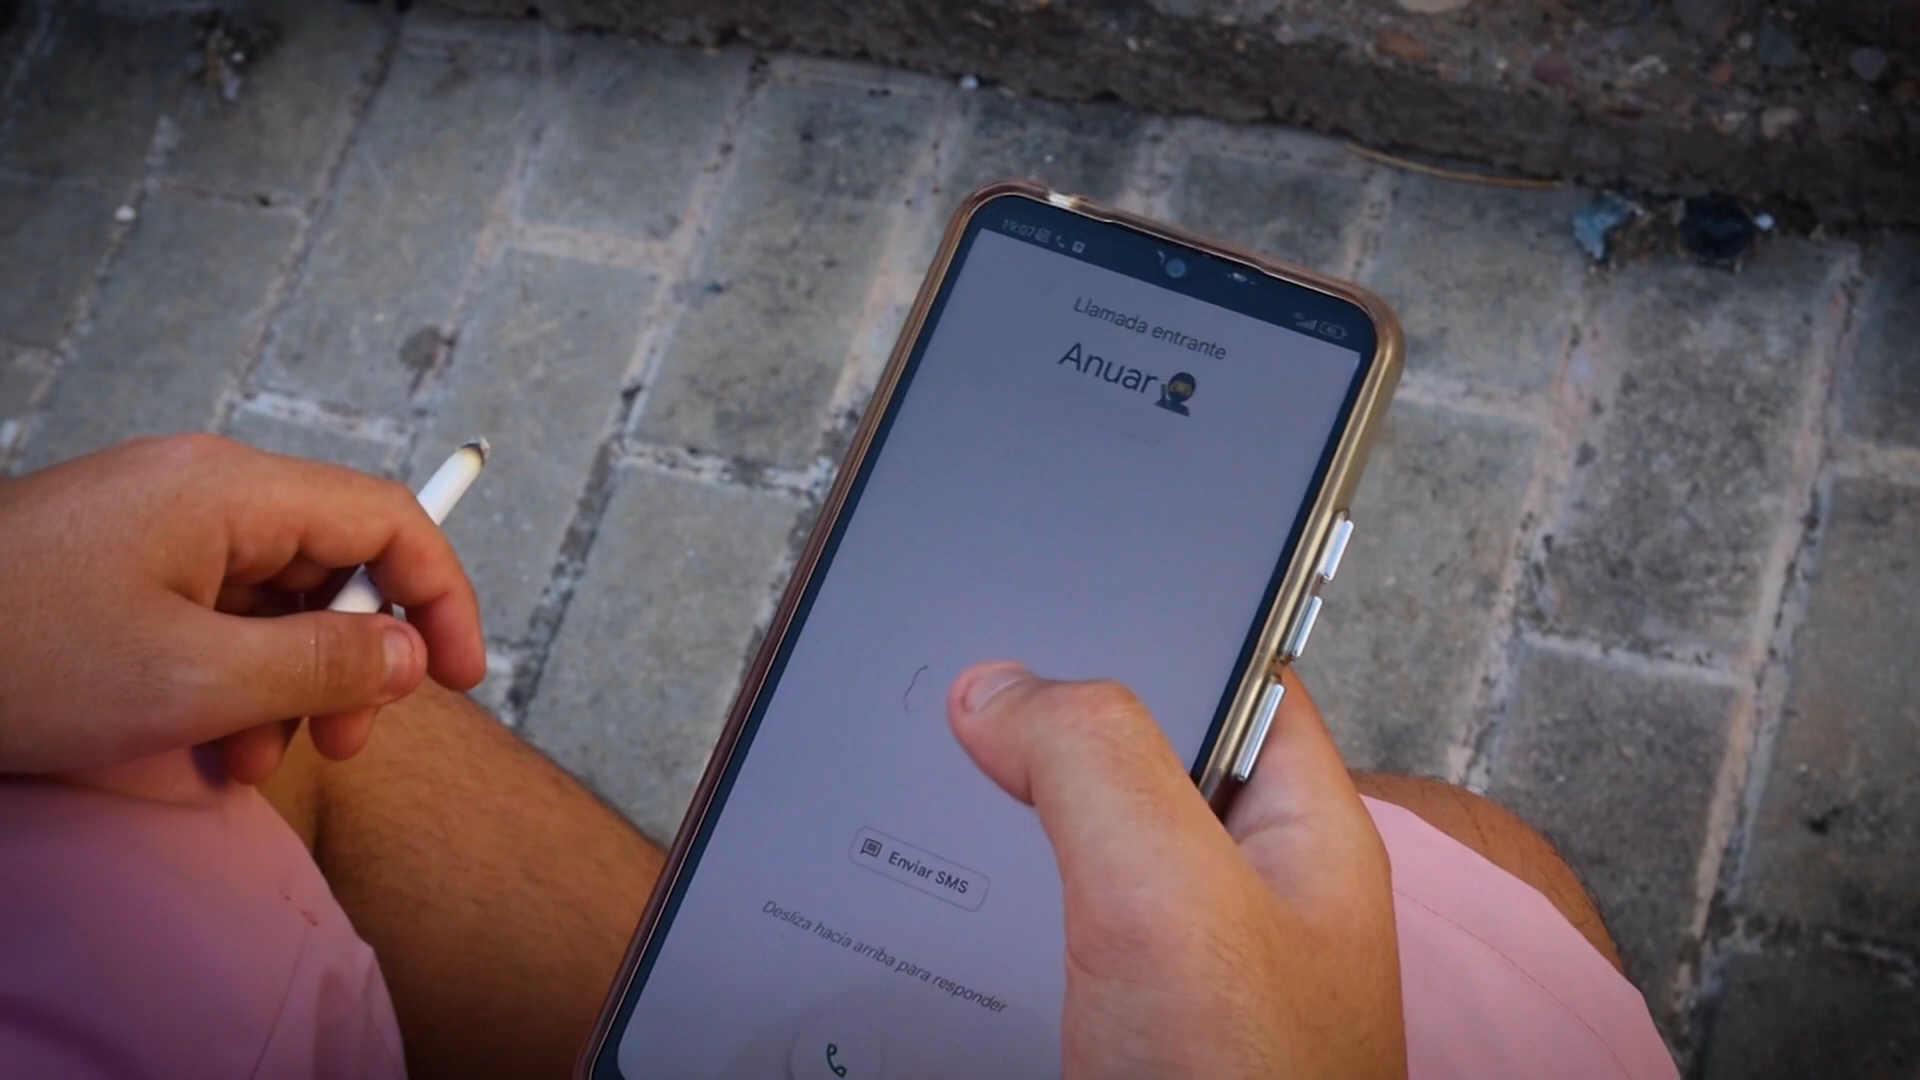 19:07
Llamada entrante
Anuar
Enviar SMS
Desliza hacia arriba para responder